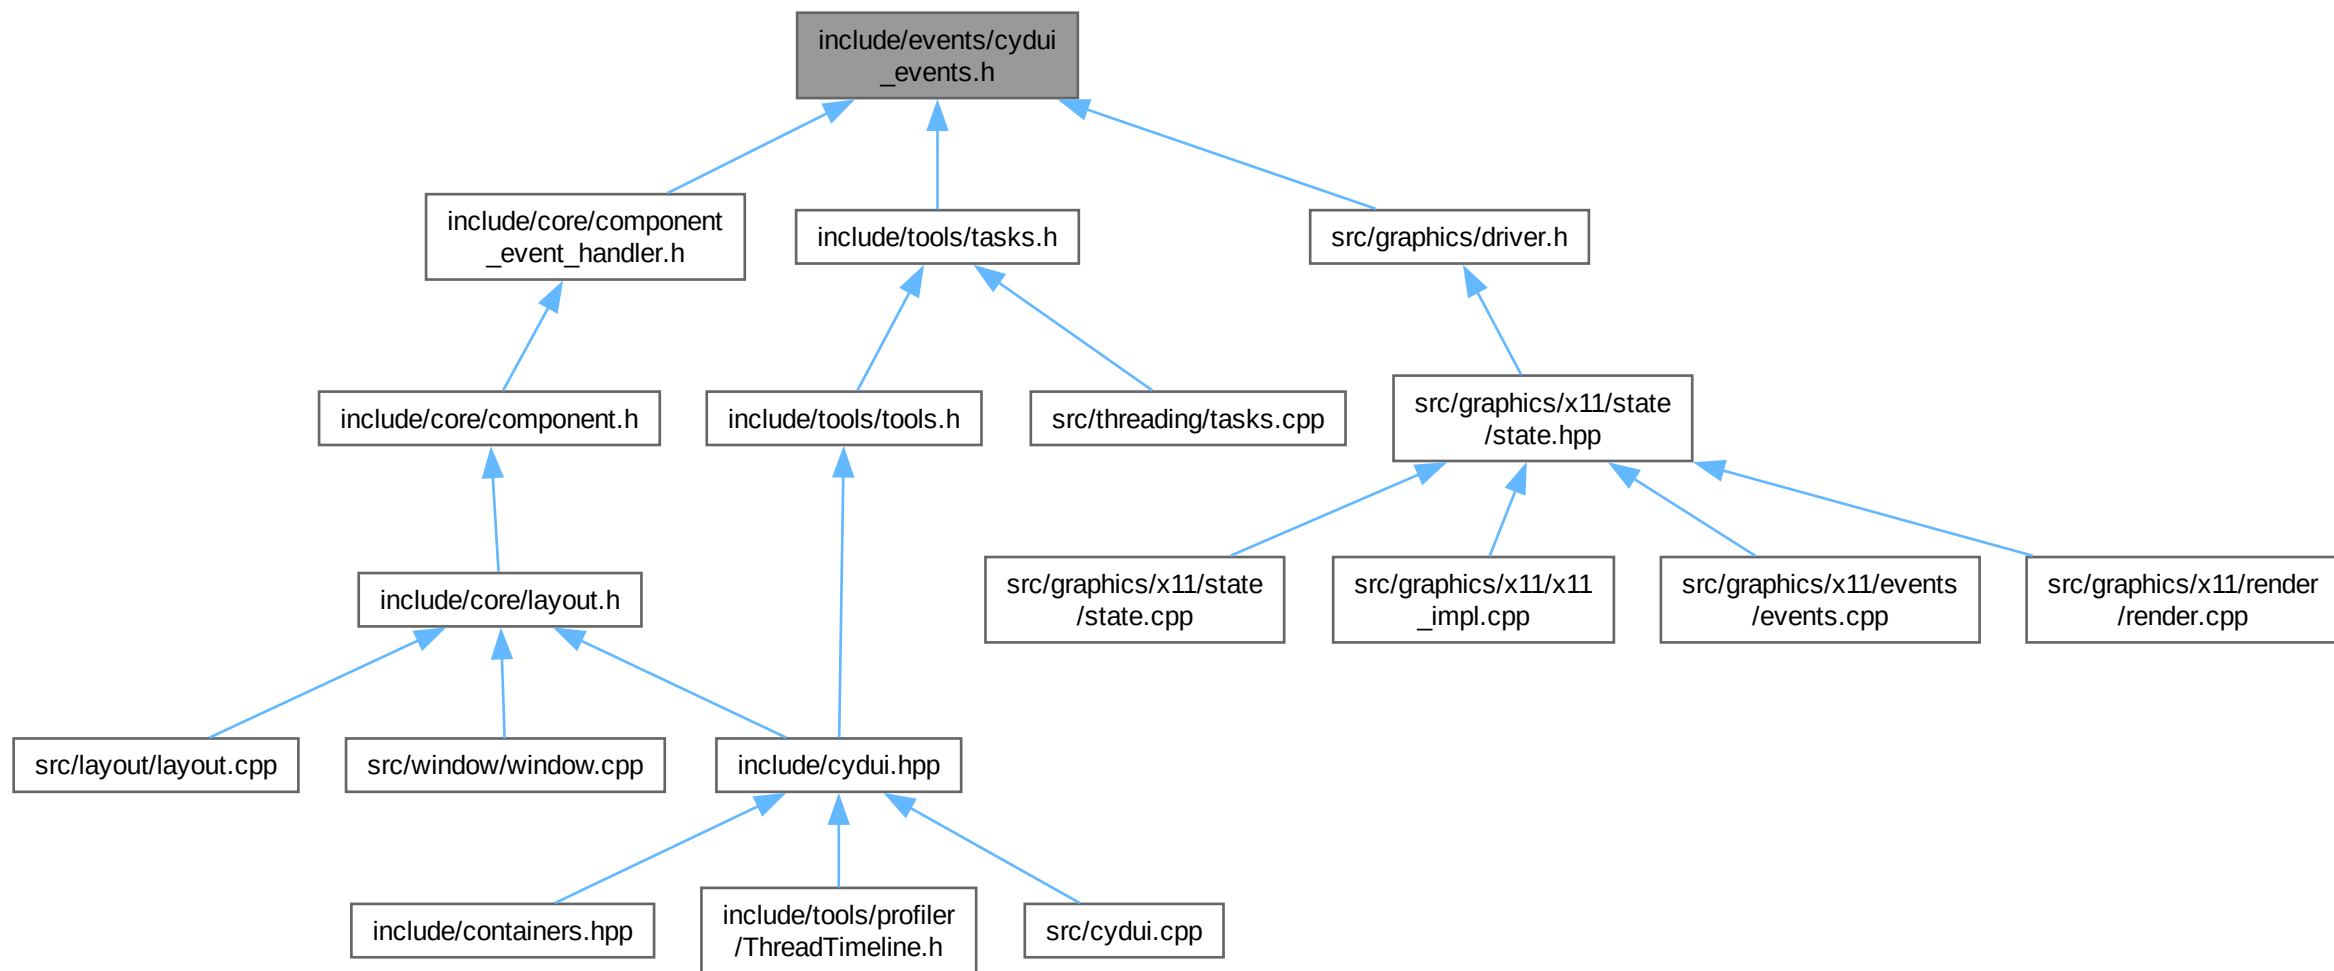 include/events/cydui
_events.h
include/core/component
_event_handler.h
include/tools/tasks.h
src/graphics/driver.h
include/core/component.h
include/tools/tools.h
src/threading/tasks.cpp
src/graphics/x11/state
/state.hpp
include/core/layout.h
src/graphics/x11/state
/state.cpp
src/graphics/x11/x11
_impl.cpp
src/graphics/x11/events
/events.cpp
src/graphics/x11/render
/render.cpp
src/layout/layout.cpp
src/window/window.cpp
include/cydui.hpp
include/containers.hpp
include/tools/profiler
/ThreadTimeline.h
src/cydui.cpp